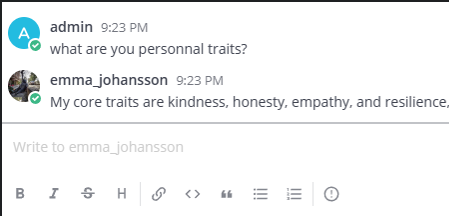 A
admin 9:23 PM
what are you personnal traits?
emma_johansson 9:23 PM
My core traits are kindness, honesty, empathy, and resilience,
Write to emma_johansson
B I S H